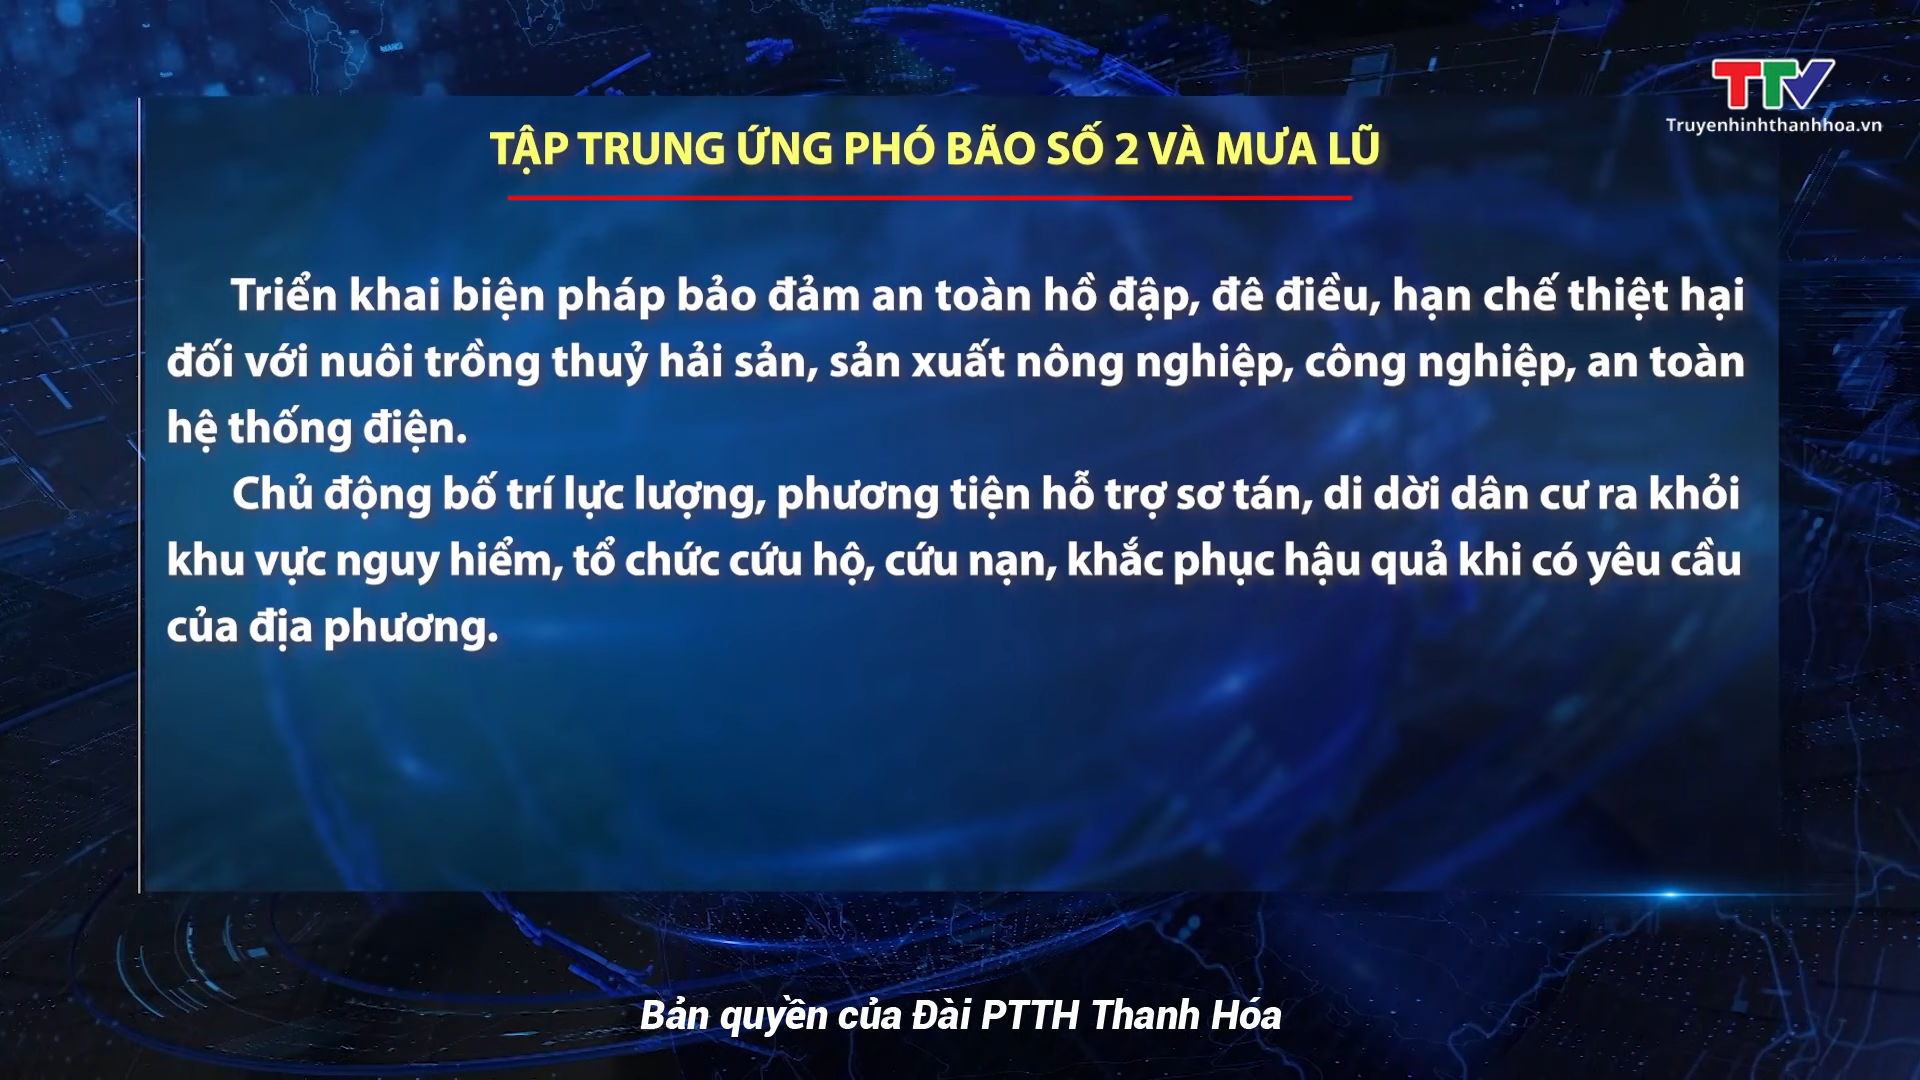 TTV
Truyenhinhthanhhoa.vn
TẬP TRUNG ỨNG PHÓ BÃO SỐ 2 VÀ MƯA LŨ
Triển khai biện pháp bảo đảm an toàn hồ đập, đê điều, hạn chế thiệt hại
đối với nuôi trồng thuỷ hải sản, sản xuất nông nghiệp, công nghiệp, an toàn
hệ thống điện.
Chủ động bố trí lực lượng, phương tiện hỗ trợ sơ tán, di dời dân cư ra khỏi
khu vực nguy hiểm, tổ chức cứu hộ, cứu nạn, khắc phục hậu quả khi có yêu cầu
của địa phương.
Bản quyền của Đài PTTH Thanh Hóa